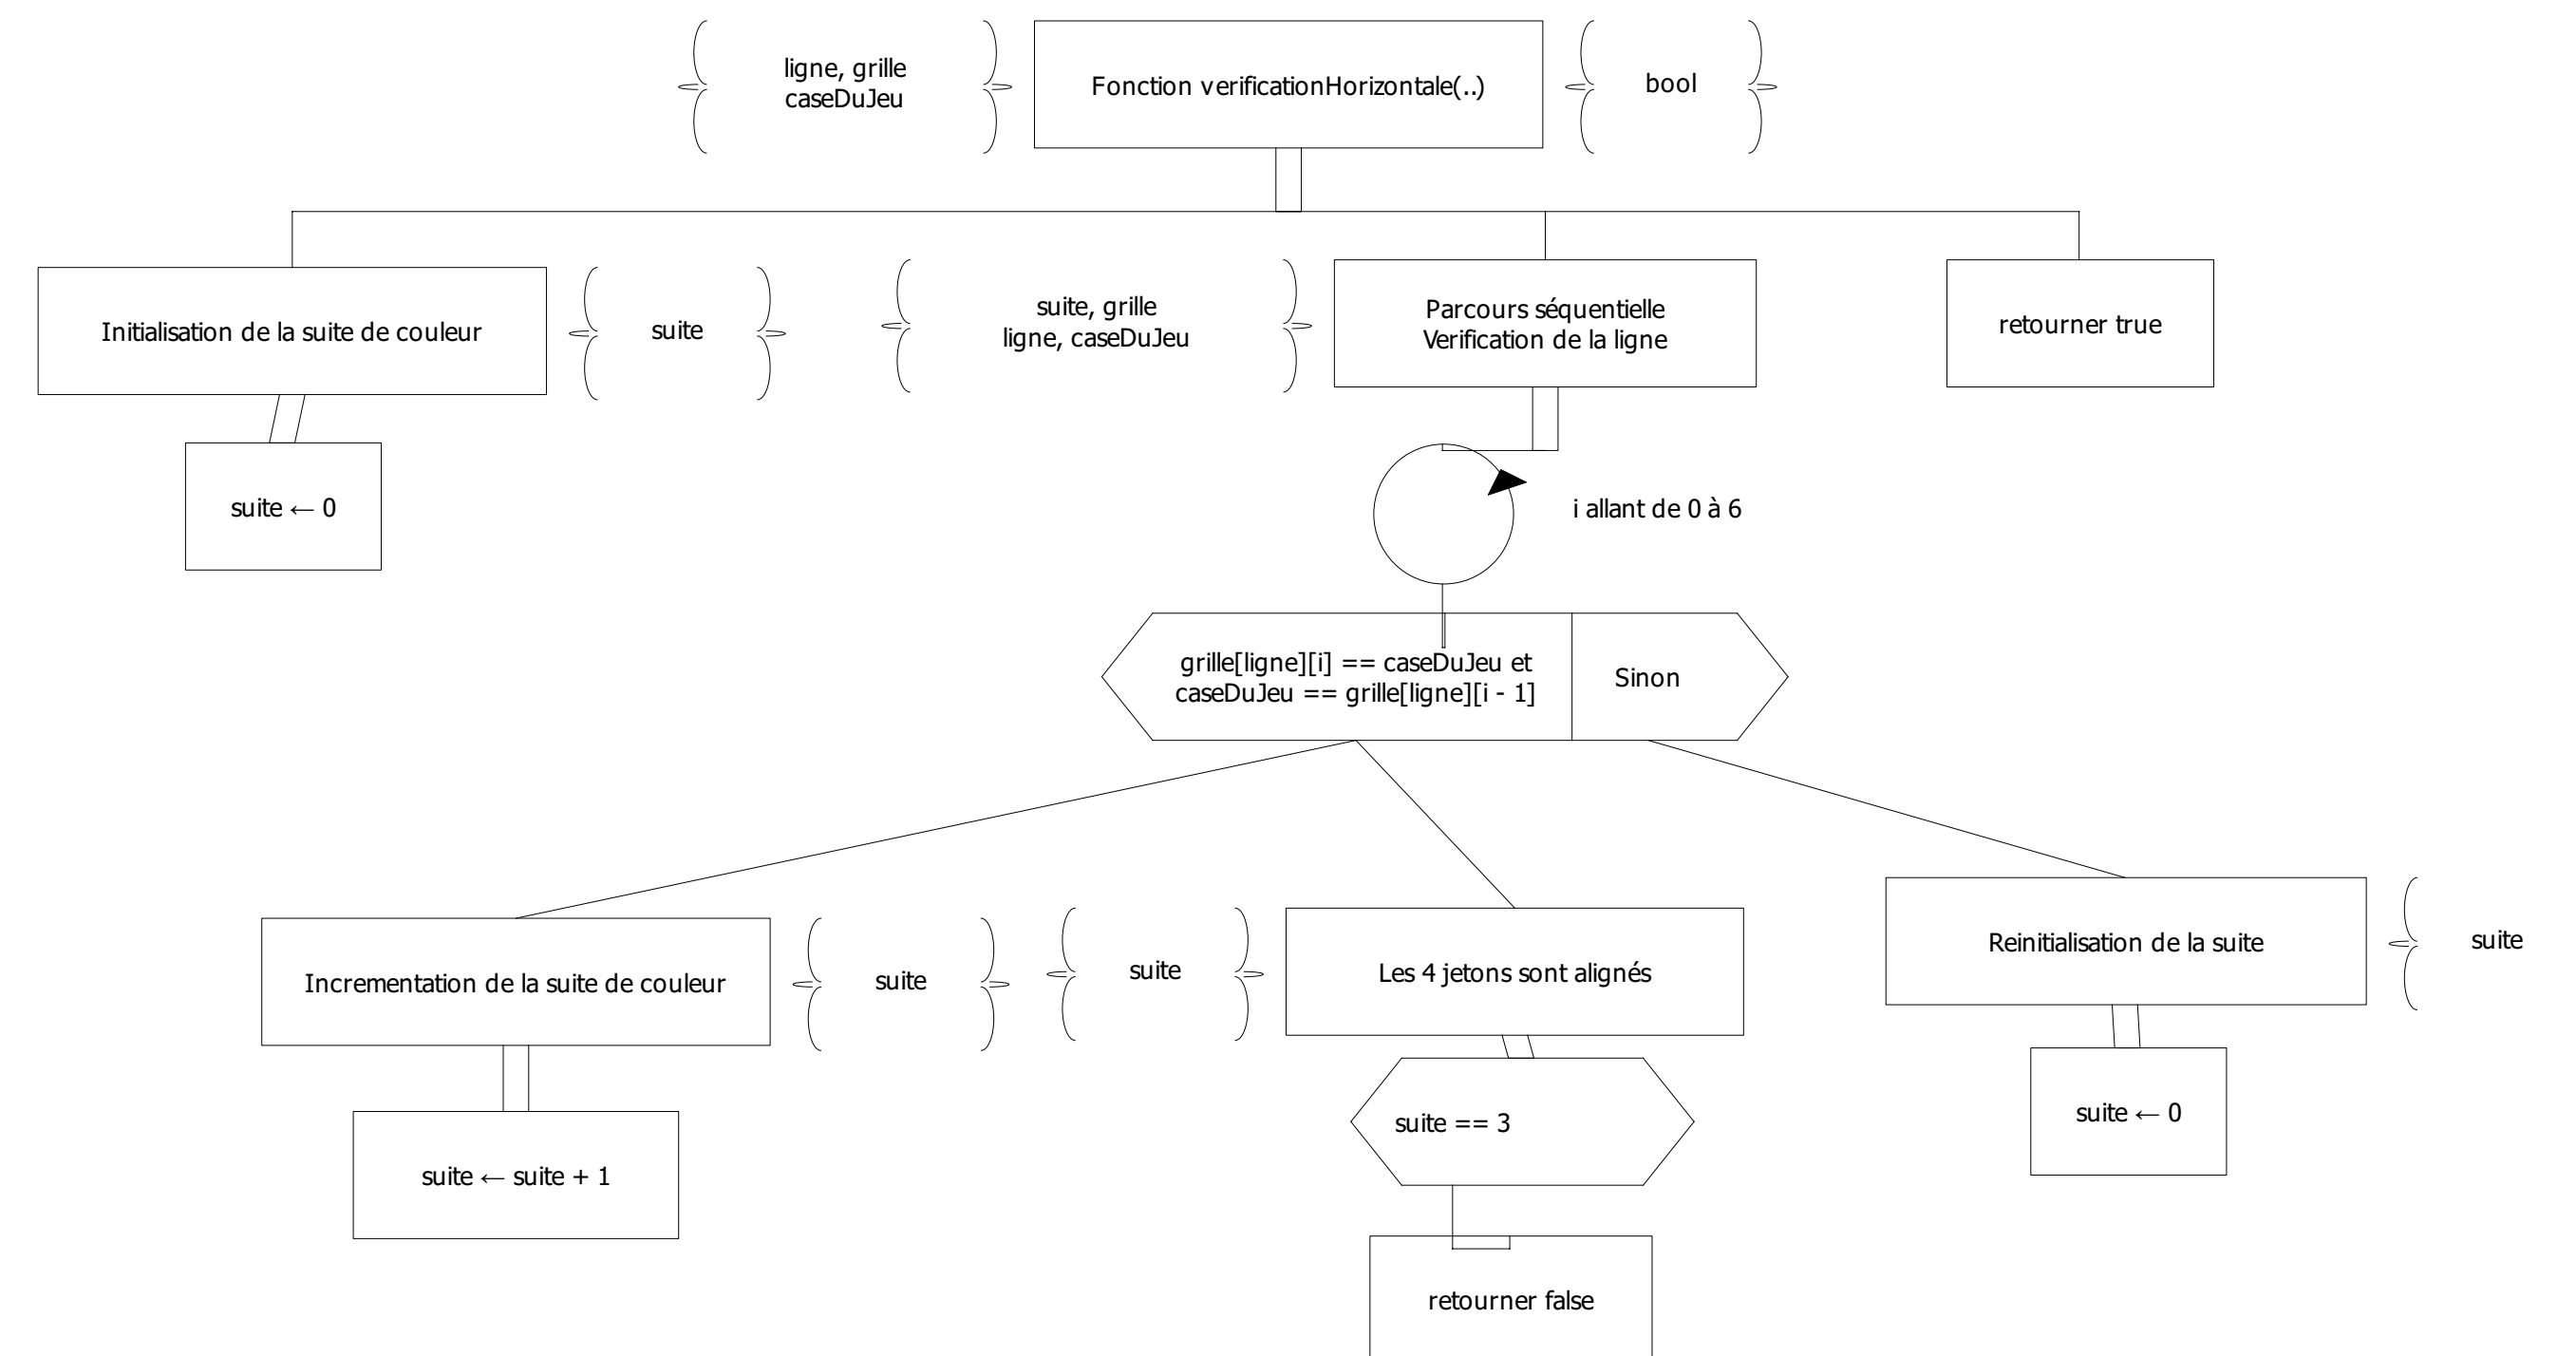 ligne, grille
caseDuJeu
Fonction verificationHorizontale(..)
bool
Initialisation de la suite de couleur
suite
suite, grille
ligne, caseDuJeu
Parcours séquentielle
Verification de la ligne
retourner true
suite ← 0
i allant de 0 à 6
grille[ligne][i] == caseDuJeu et
caseDuJeu == grille[ligne][i - 1]
Sinon
Incrementation de la suite de couleur
suite
suite
Les 4 jetons sont alignés
Reinitialisation de la suite
suite
suite ← suite + 1
suite == 3
suite ← 0
retourner false